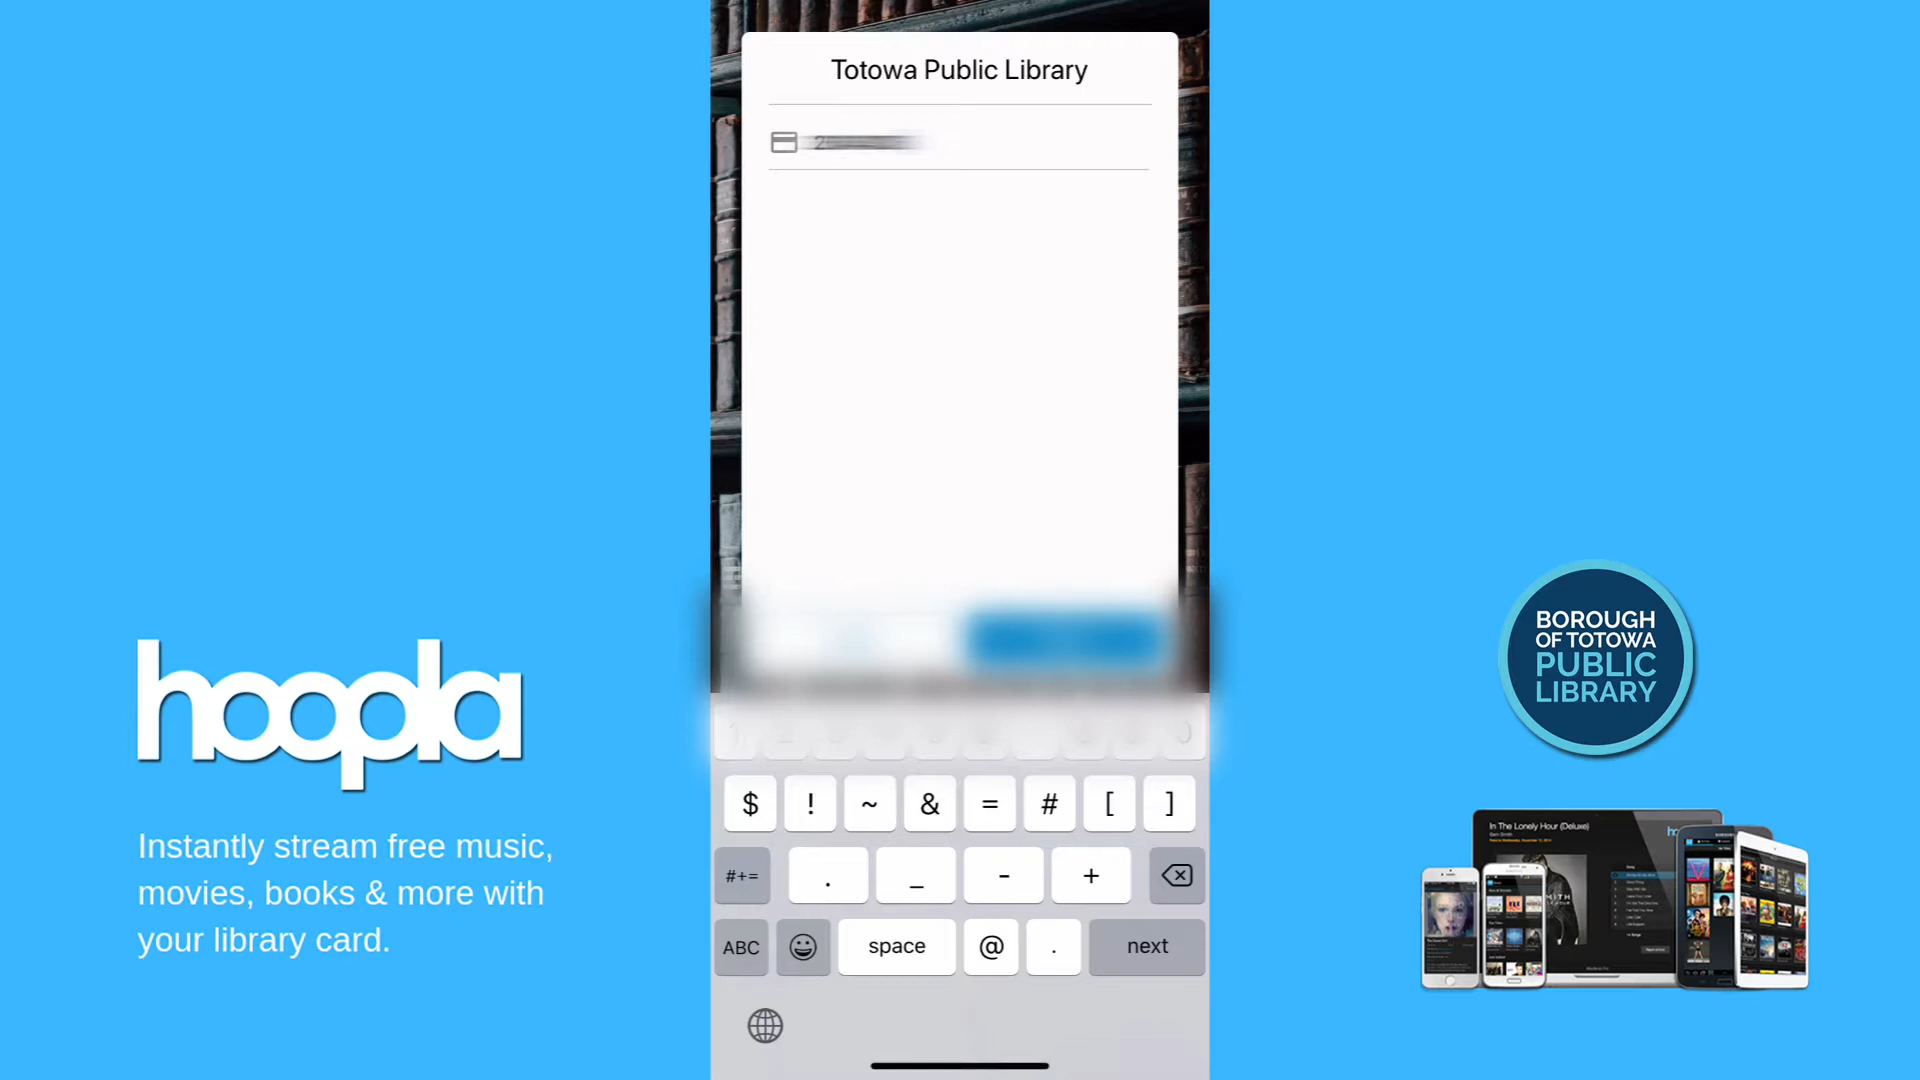 Totowa Public Library
$ ! ~ & = # [ ]
#+= . _ - +
ABC space @ . next
hoopla
Instantly stream free music,
movies, books & more with
your library card.
BOROUGH
OF TOTOWA
PUBLIC
LIBRARY
In The Lonely Hour (Deluxe)